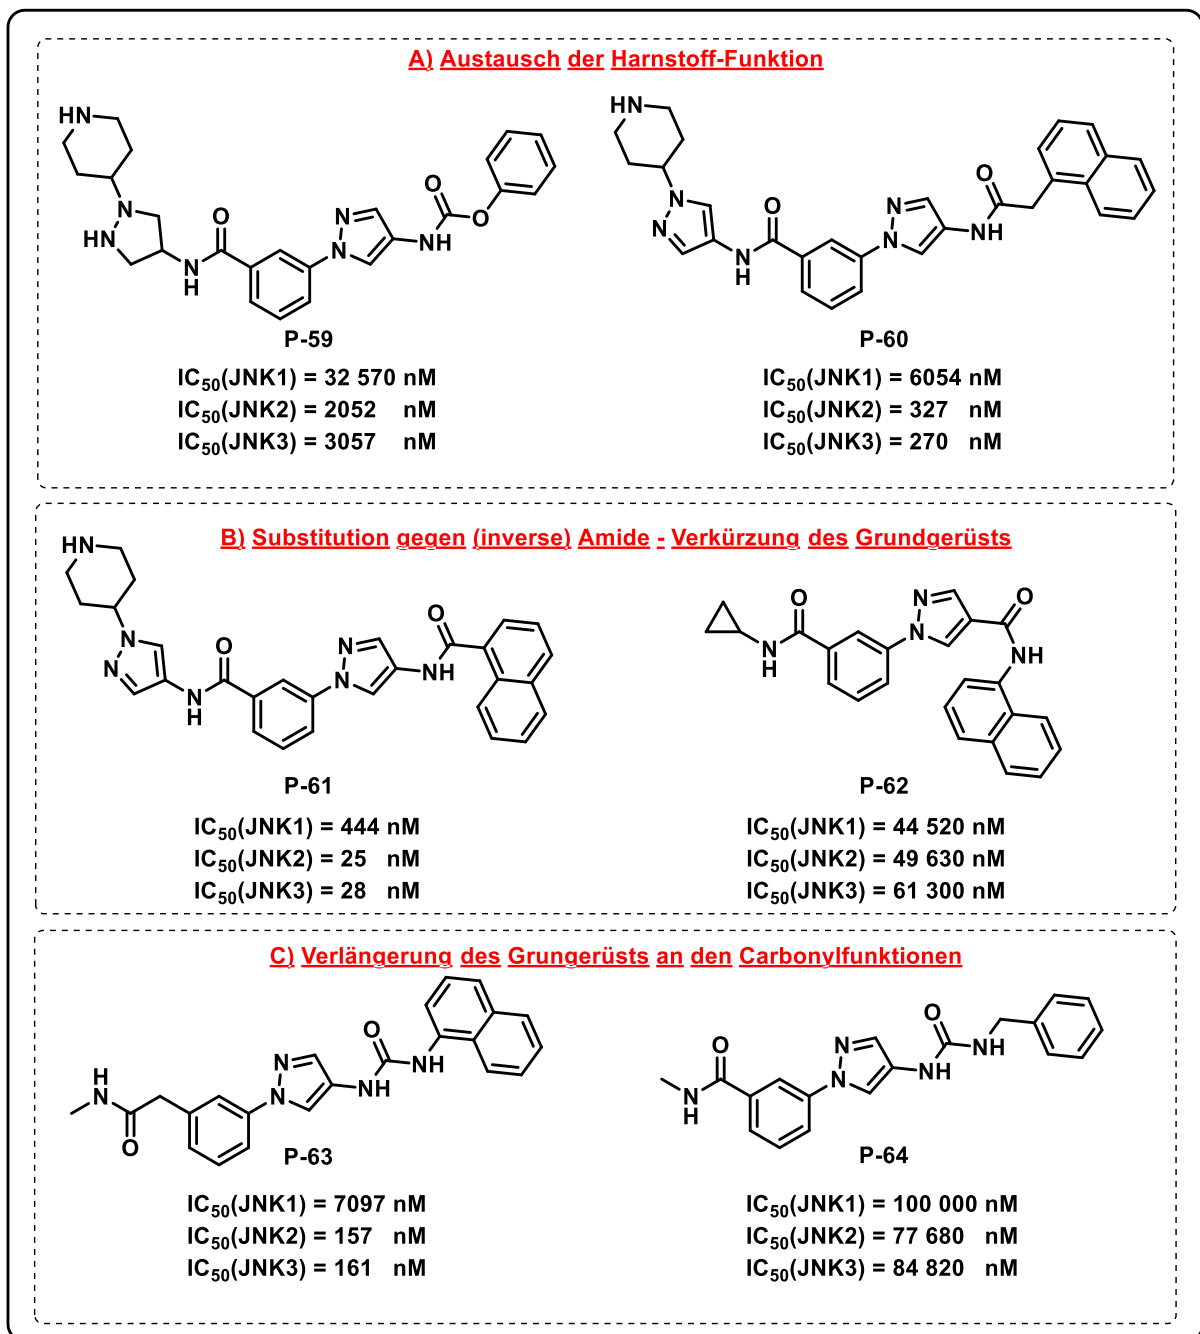 A) Austausch der Harnstoff-Funktion
HN
N
HN
N
H
O
N
N
NH
O
O
P-59
IC50(JNK1) = 32 570 nM
IC50(JNK2) = 2052 nM
IC50(JNK3) = 3057 nM
HN
N
N
N
H
O
N
N
NH
O
P-60
IC50(JNK1) = 6054 nM
IC50(JNK2) = 327 nM
IC50(JNK3) = 270 nM
B) Substitution gegen (inverse) Amide - Verkürzung des Grundgerüsts
HN
N
N
N
H
O
N
N
NH
O
P-61
IC50(JNK1) = 444 nM
IC50(JNK2) = 25 nM
IC50(JNK3) = 28 nM
N
H
O
N
N
O
NH
P-62
IC50(JNK1) = 44 520 nM
IC50(JNK2) = 49 630 nM
IC50(JNK3) = 61 300 nM
C) Verlängerung des Grungerüsts an den Carbonylfunktionen
H
N
O
N
N
NH
O
NH
P-63
IC50(JNK1) = 7097 nM
IC50(JNK2) = 157 nM
IC50(JNK3) = 161 nM
N
H
O
N
N
NH
O
NH
P-64
IC50(JNK1) = 100 000 nM
IC50(JNK2) = 77 680 nM
IC50(JNK3) = 84 820 nM